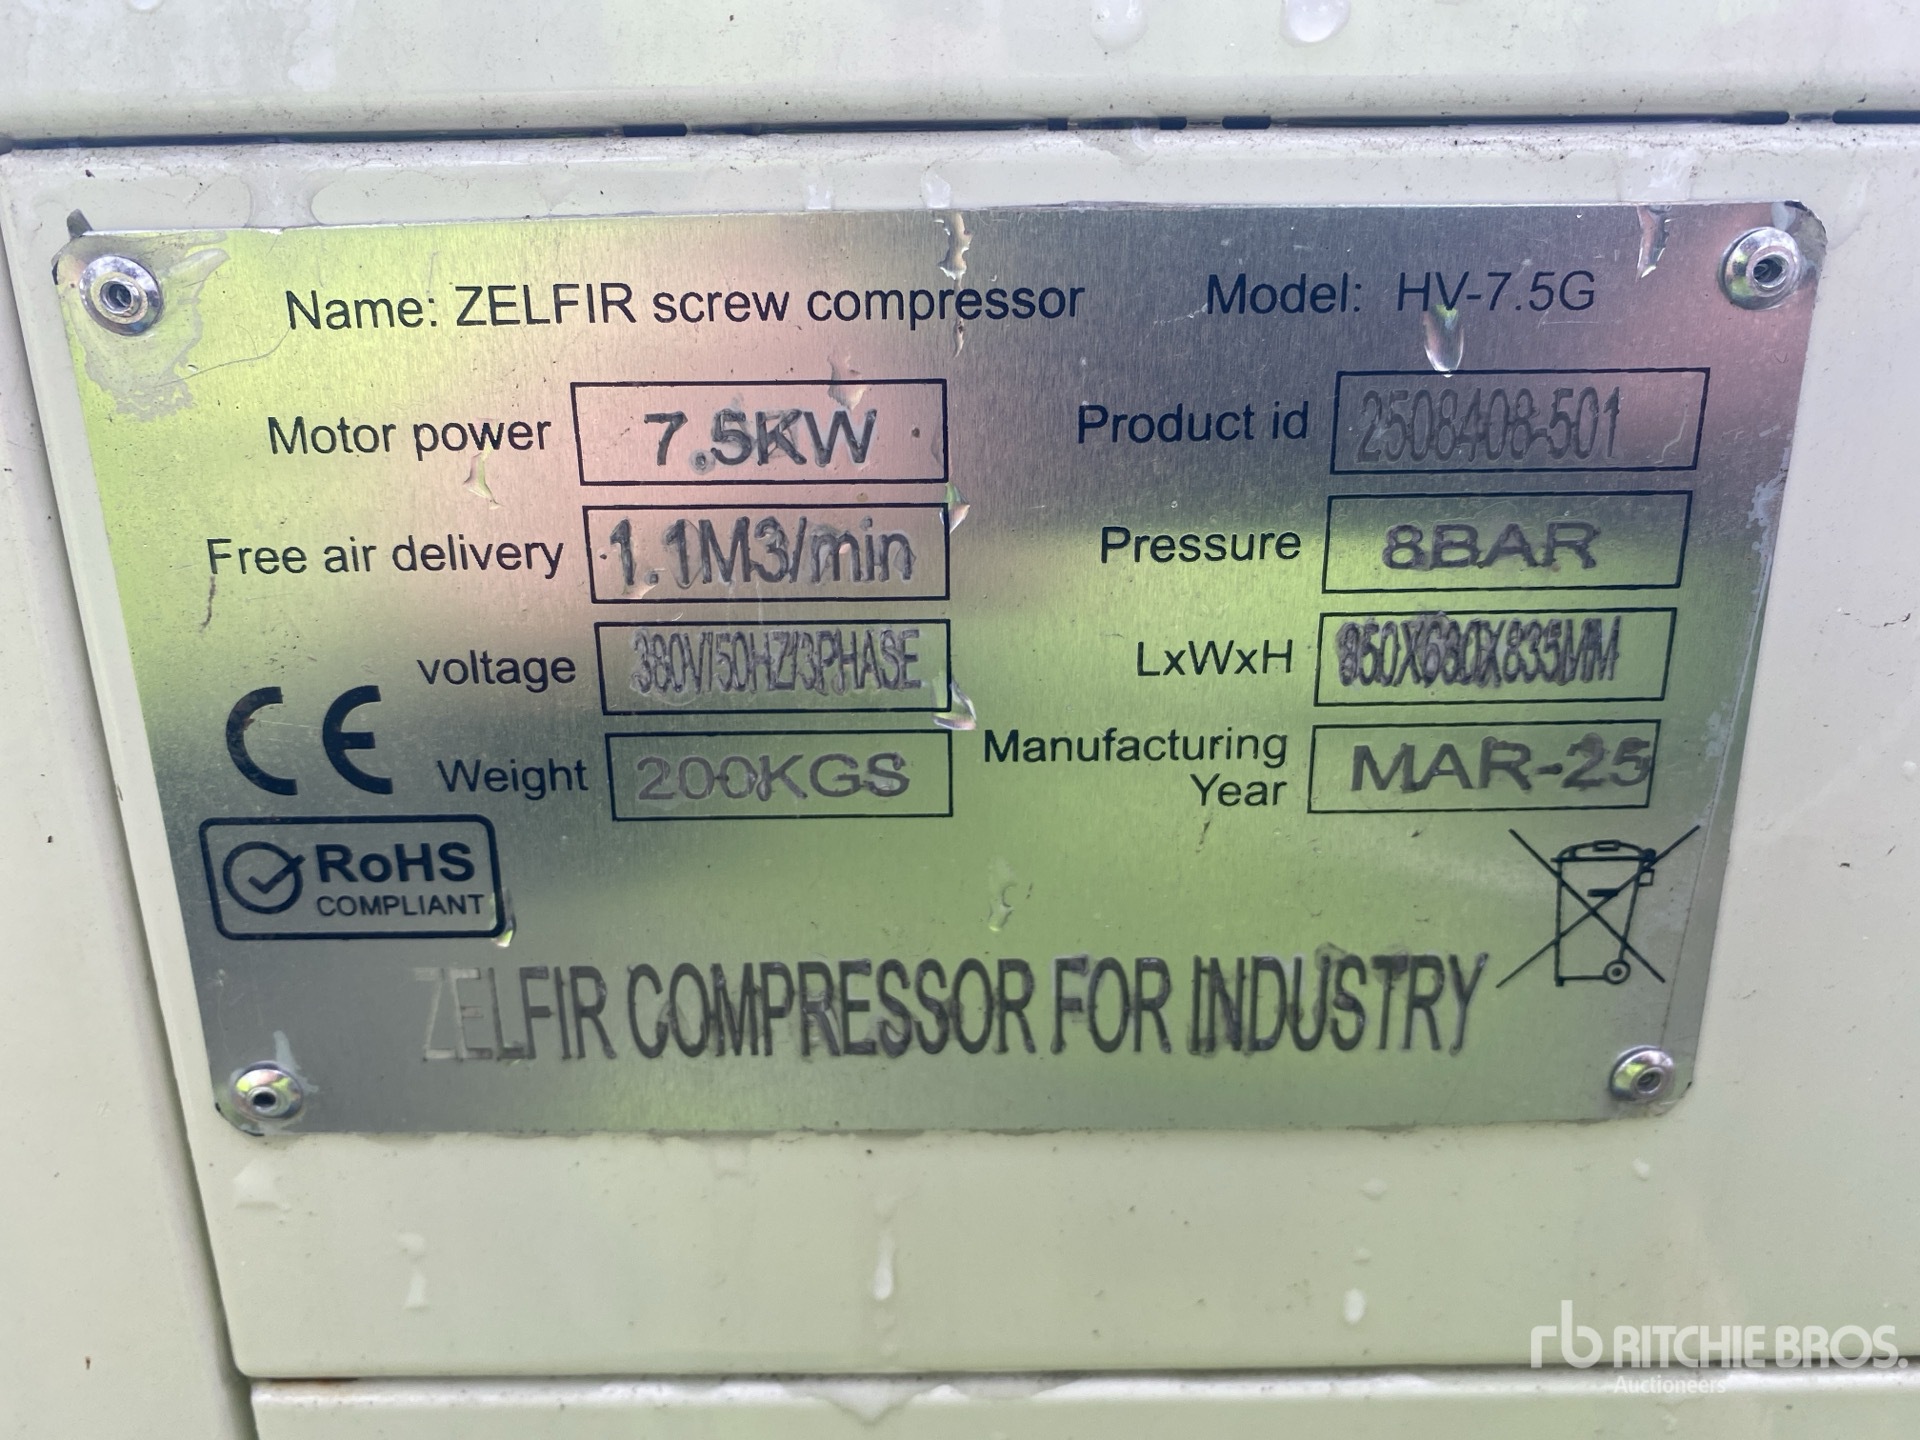 Name: ZELFIR screw compressor Model: HV-7.5G
Motor power 7.5KW Product id 2508408-501
Free air delivery 1.1M3/min Pressure 8BAR
voltage 380V/50HZ/3PHASE LxWxH 850X630X835MM
CE Weight 200KGS Manufacturing Year MAR-25
RoHS
COMPLIANT
ZELFIR COMPRESSOR FOR INDUSTRY
rb RITCHIE BROS.
Auctioneers